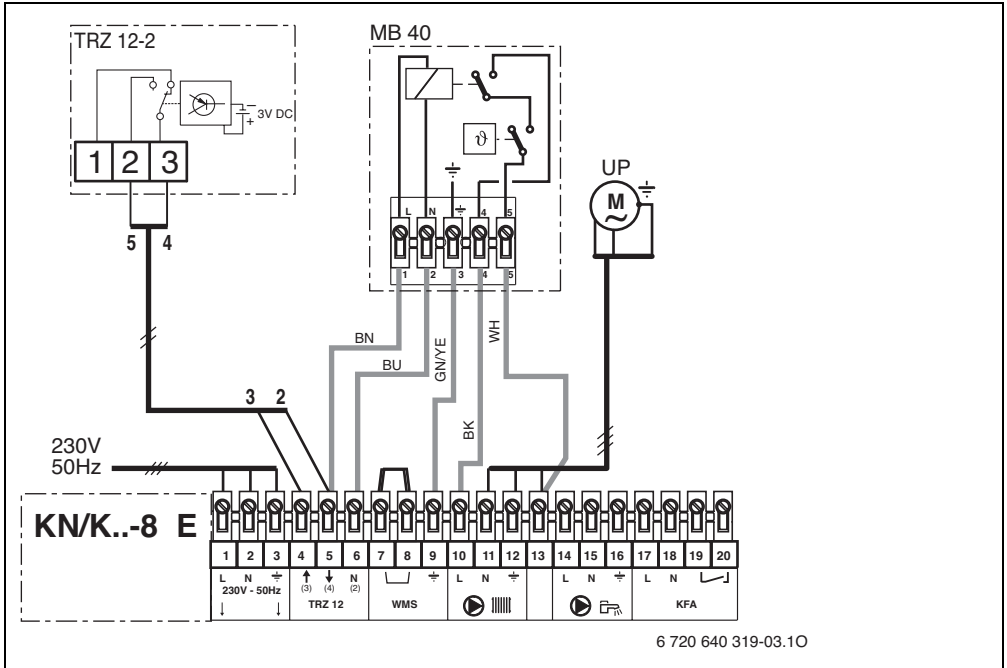 TRZ 12-2
3V DC
1 2 3
5 4
MB 40
ϑ
L N 4 5
1 2 3 4 5
UP
M
BN
BU
GN/YE
BK
WH
3 2
230V
50Hz
KN/K..-8 E
1 2 3 4 5 6 7 8 9 10 11 12 13 14 15 16 17 18 19 20
L N N L N L N L N
(3) (4) (2)
230V - 50Hz
TRZ 12
WMS
KFA
6 720 640 319-03.1O